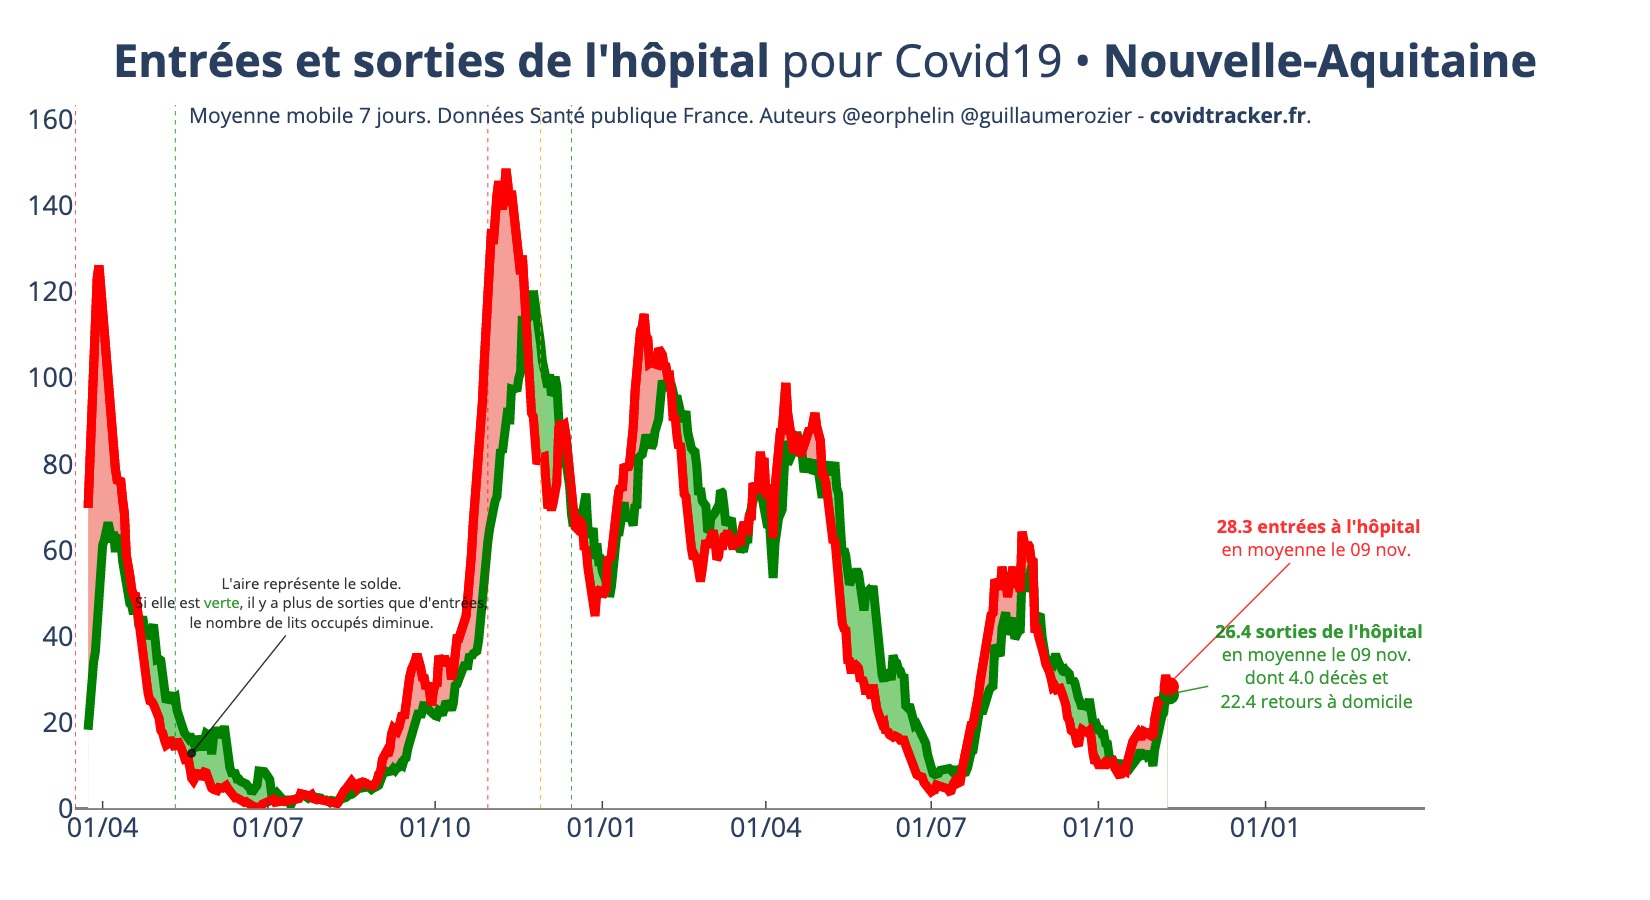 Entrées et sorties de l'hôpital pour Covid19 • Nouvelle-Aquitaine
Moyenne mobile 7 jours. Données Santé publique France. Auteurs @eorphelin @guillaumerozier - covidtracker.fr.
160
140
120
100
80
60
40
20
0
28.3 entrées à l'hôpital
en moyenne le 09 nov.
L'aire représente le solde.
Si elle est verte, il y a plus de sorties que d'entrées,
le nombre de lits occupés diminue.
26.4 sorties de l'hôpital
en moyenne le 09 nov.
dont 4.0 décès et
22.4 retours à domicile
01/04 01/07 01/10 01/01 01/04 01/07 01/10 01/01